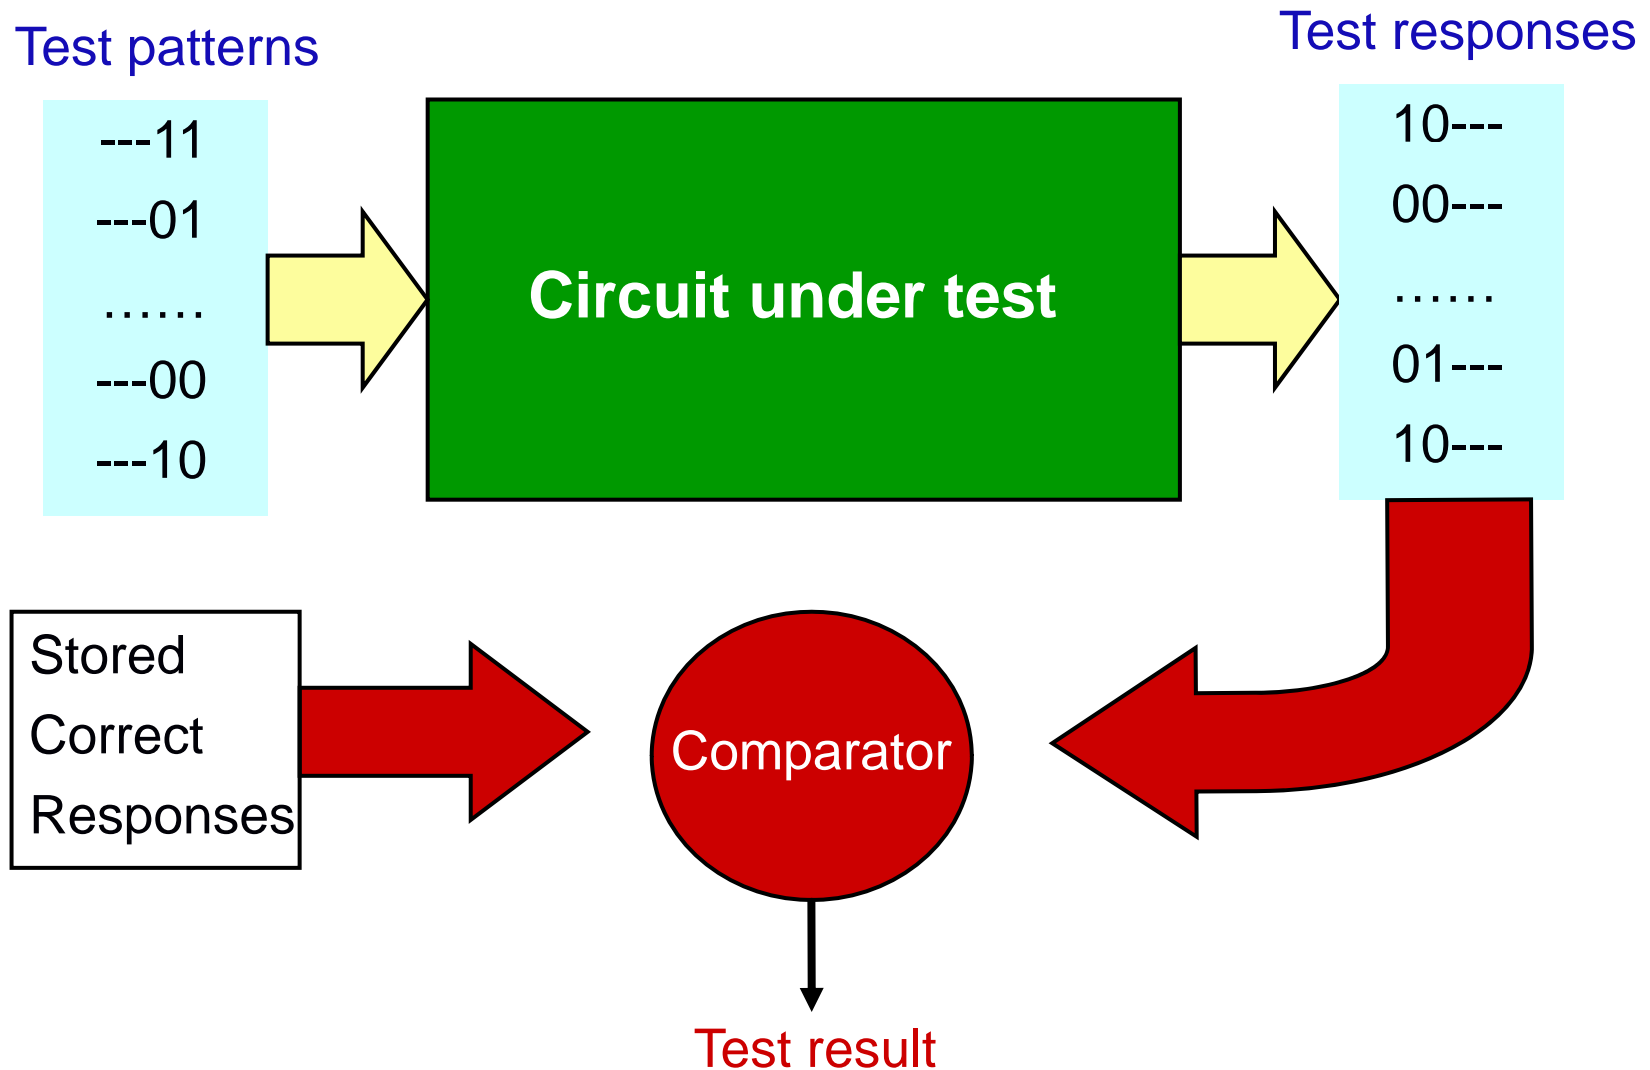 Test patterns
---11
---01
......
---00
---10
Circuit under test
Test responses
10---
00---
......
01---
10---
Stored
Correct
Responses
Comparator
Test result